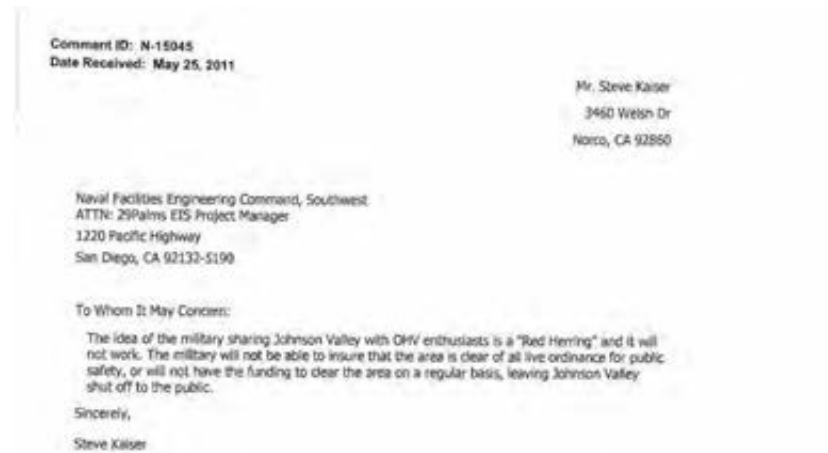 Comment ID: N-15045
Date Received: May 25, 2011
Mr. Steve Kaiser
3460 Welsh Dr
Norco, CA 92860
Naval Facilities Engineering Command, Southwest
ATTN: 29Palms EIS Project Manager
1220 Pacific Highway
San Diego, CA 92132-5190
To Whom It May Concern:
The idea of the military sharing Johnson Valley with OHV enthusiasts is a "Red Herring" and it will
not work. The military will not be able to insure that the area is clear of all live ordinance for public
safety, or will not have the funding to clear the area on a regular basis, leaving Johnson Valley
shut off to the public.
Sincerely,
Steve Kaiser